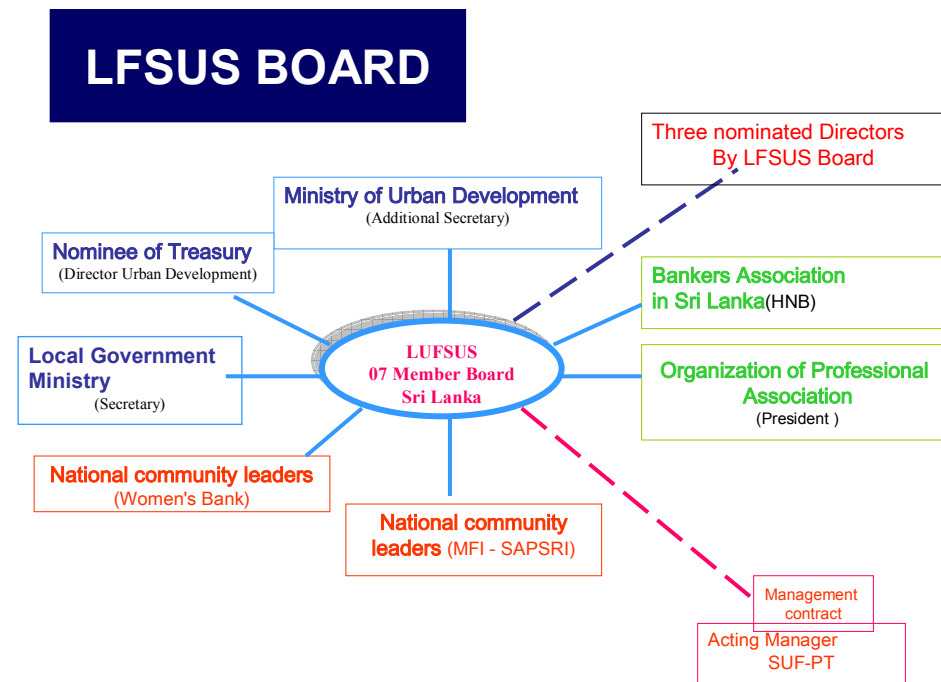 LFSUS BOARD
Three nominated Directors
By LFSUS Board
Ministry of Urban Development
(Additional Secretary)
Nominee of Treasury
(Director Urban Development)
Bankers Association
in Sri Lanka(HNB)
LUFSUS
07 Member Board
Sri Lanka
Local Government
Ministry
(Secretary)
Organization of Professional
Association
(President )
National community leaders
(Women's Bank)
National community
leaders (MFI - SAPSRI)
Management
contract
Acting Manager
SUF-PT